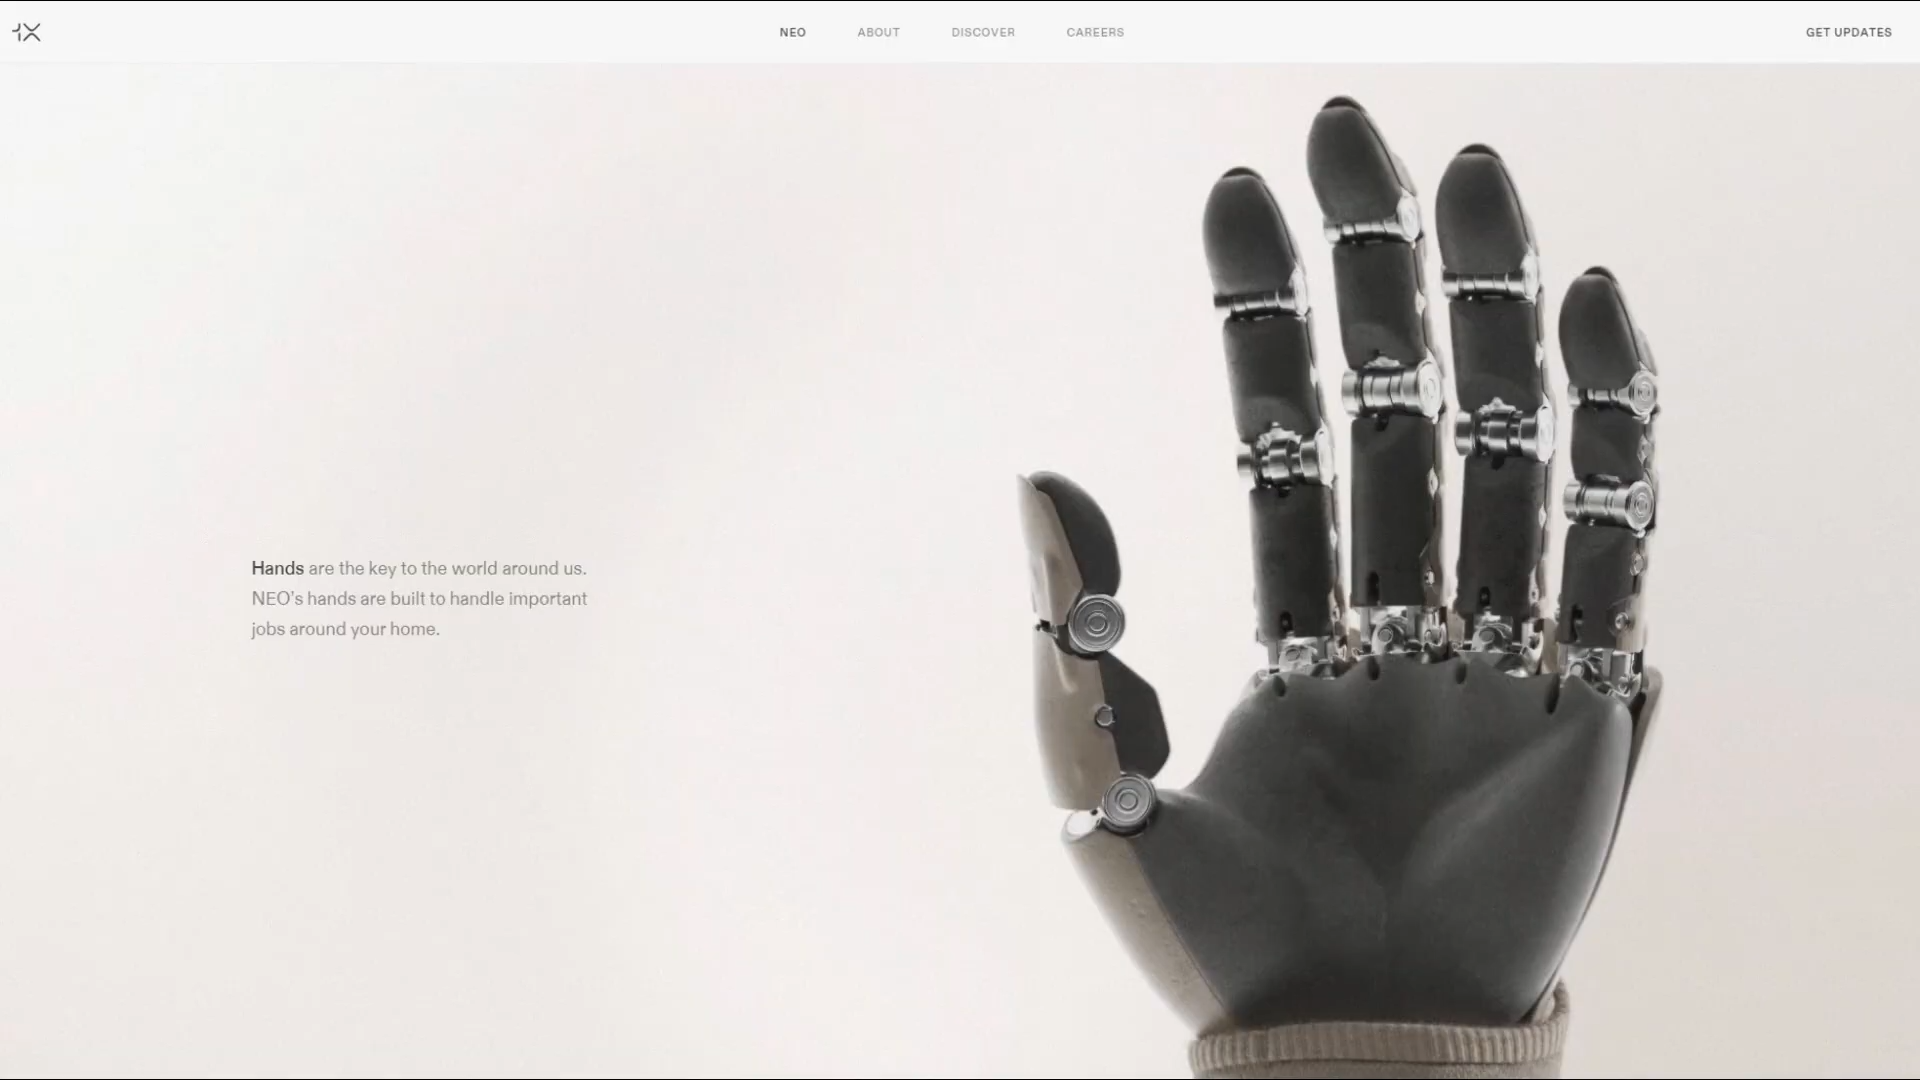 1X
NEO
ABOUT
DISCOVER
CAREERS
GET UPDATES
Hands are the key to the world around us.
NEO’s hands are built to handle important
jobs around your home.